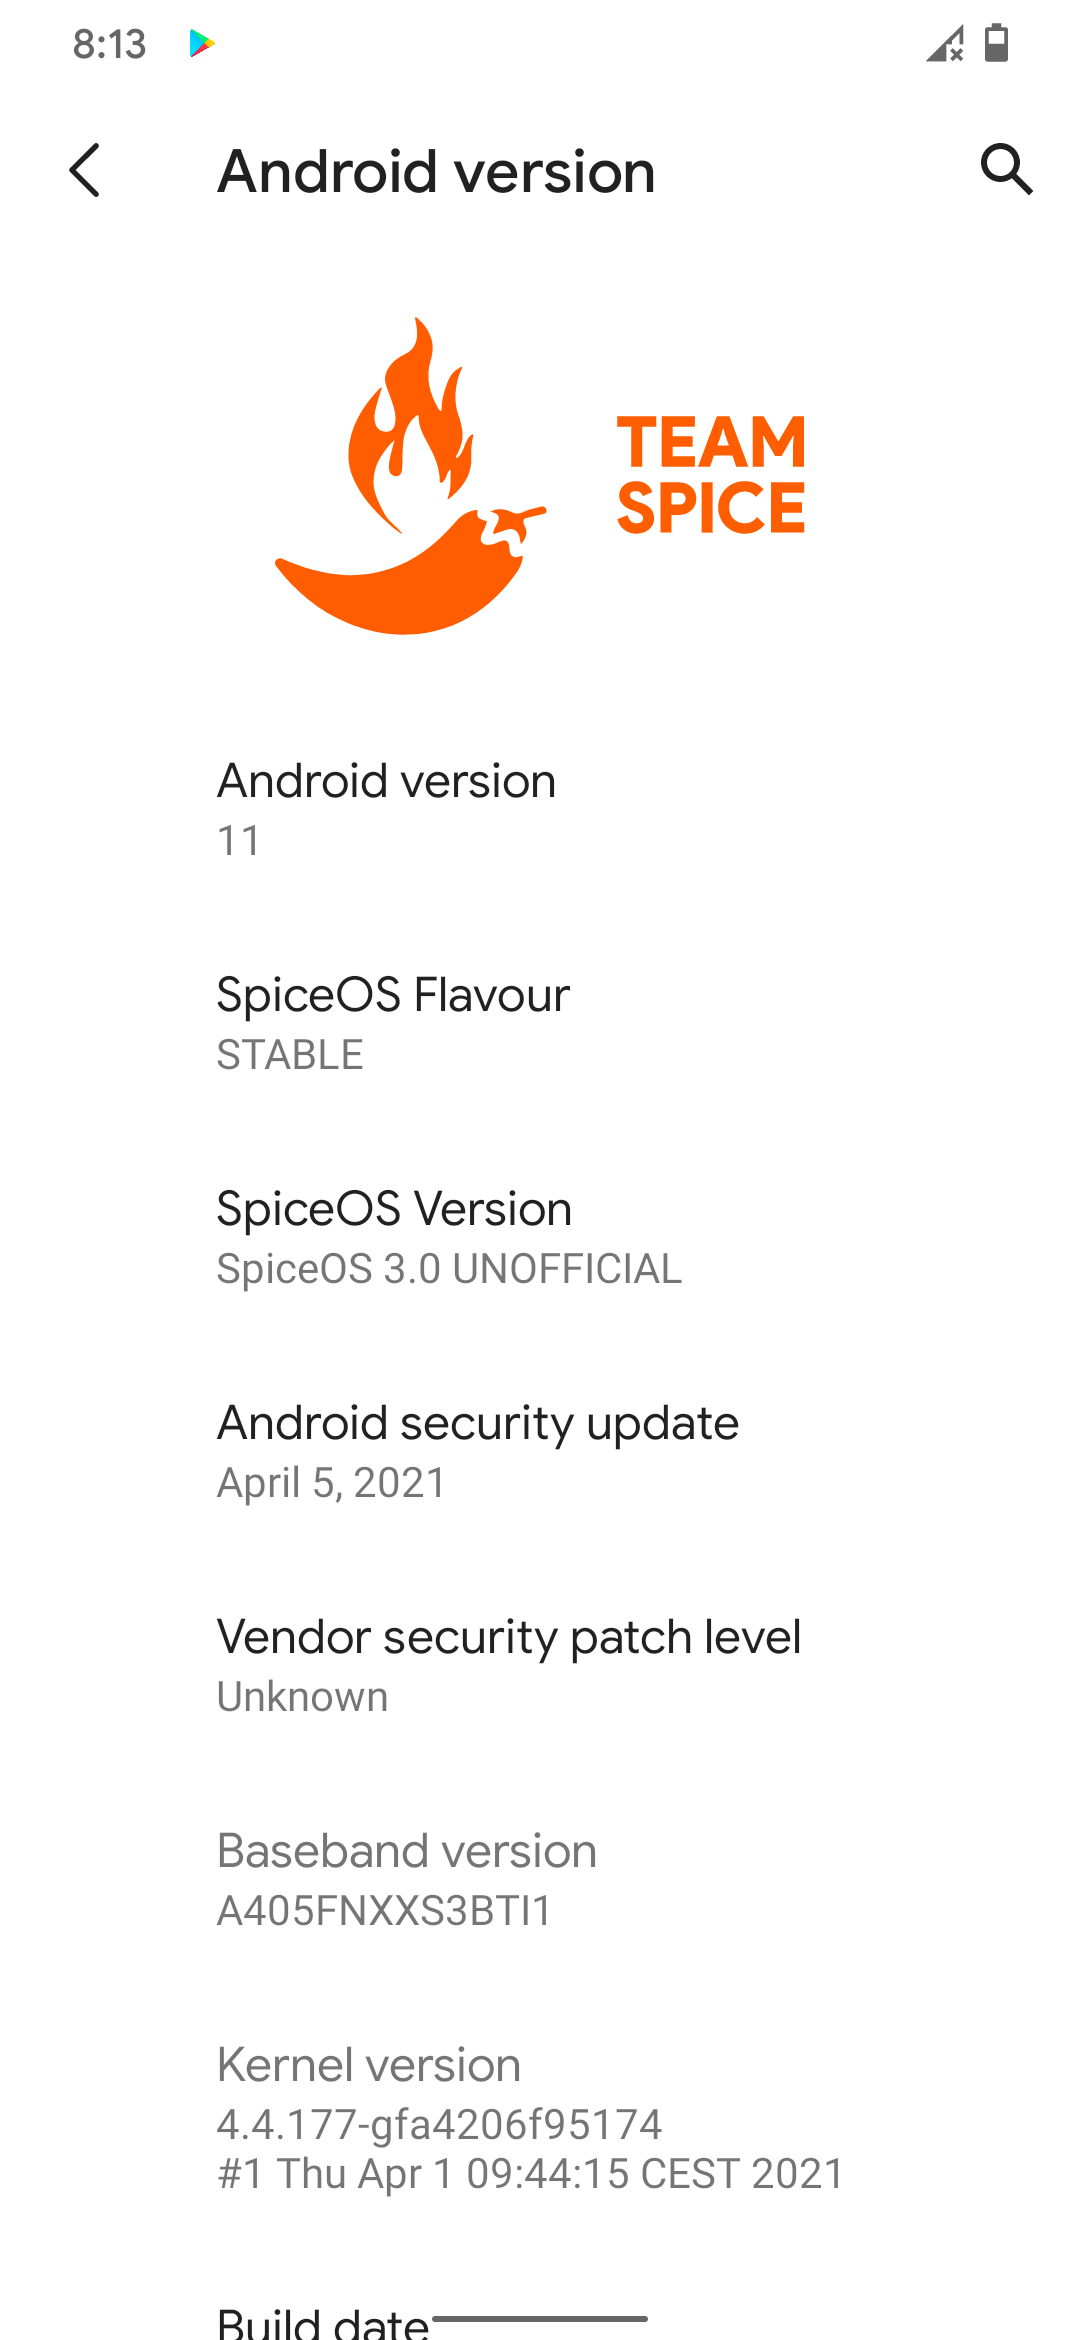 8:13
Android version
TEAM
SPICE
Android version
11
SpiceOS Flavour
STABLE
SpiceOS Version
SpiceOS 3.0 UNOFFICIAL
Android security update
April 5, 2021
Vendor security patch level
Unknown
Baseband version
A405FNXXS3BTI1
Kernel version
4.4.177-gfa4206f95174
#1 Thu Apr 1 09:44:15 CEST 2021
Build date